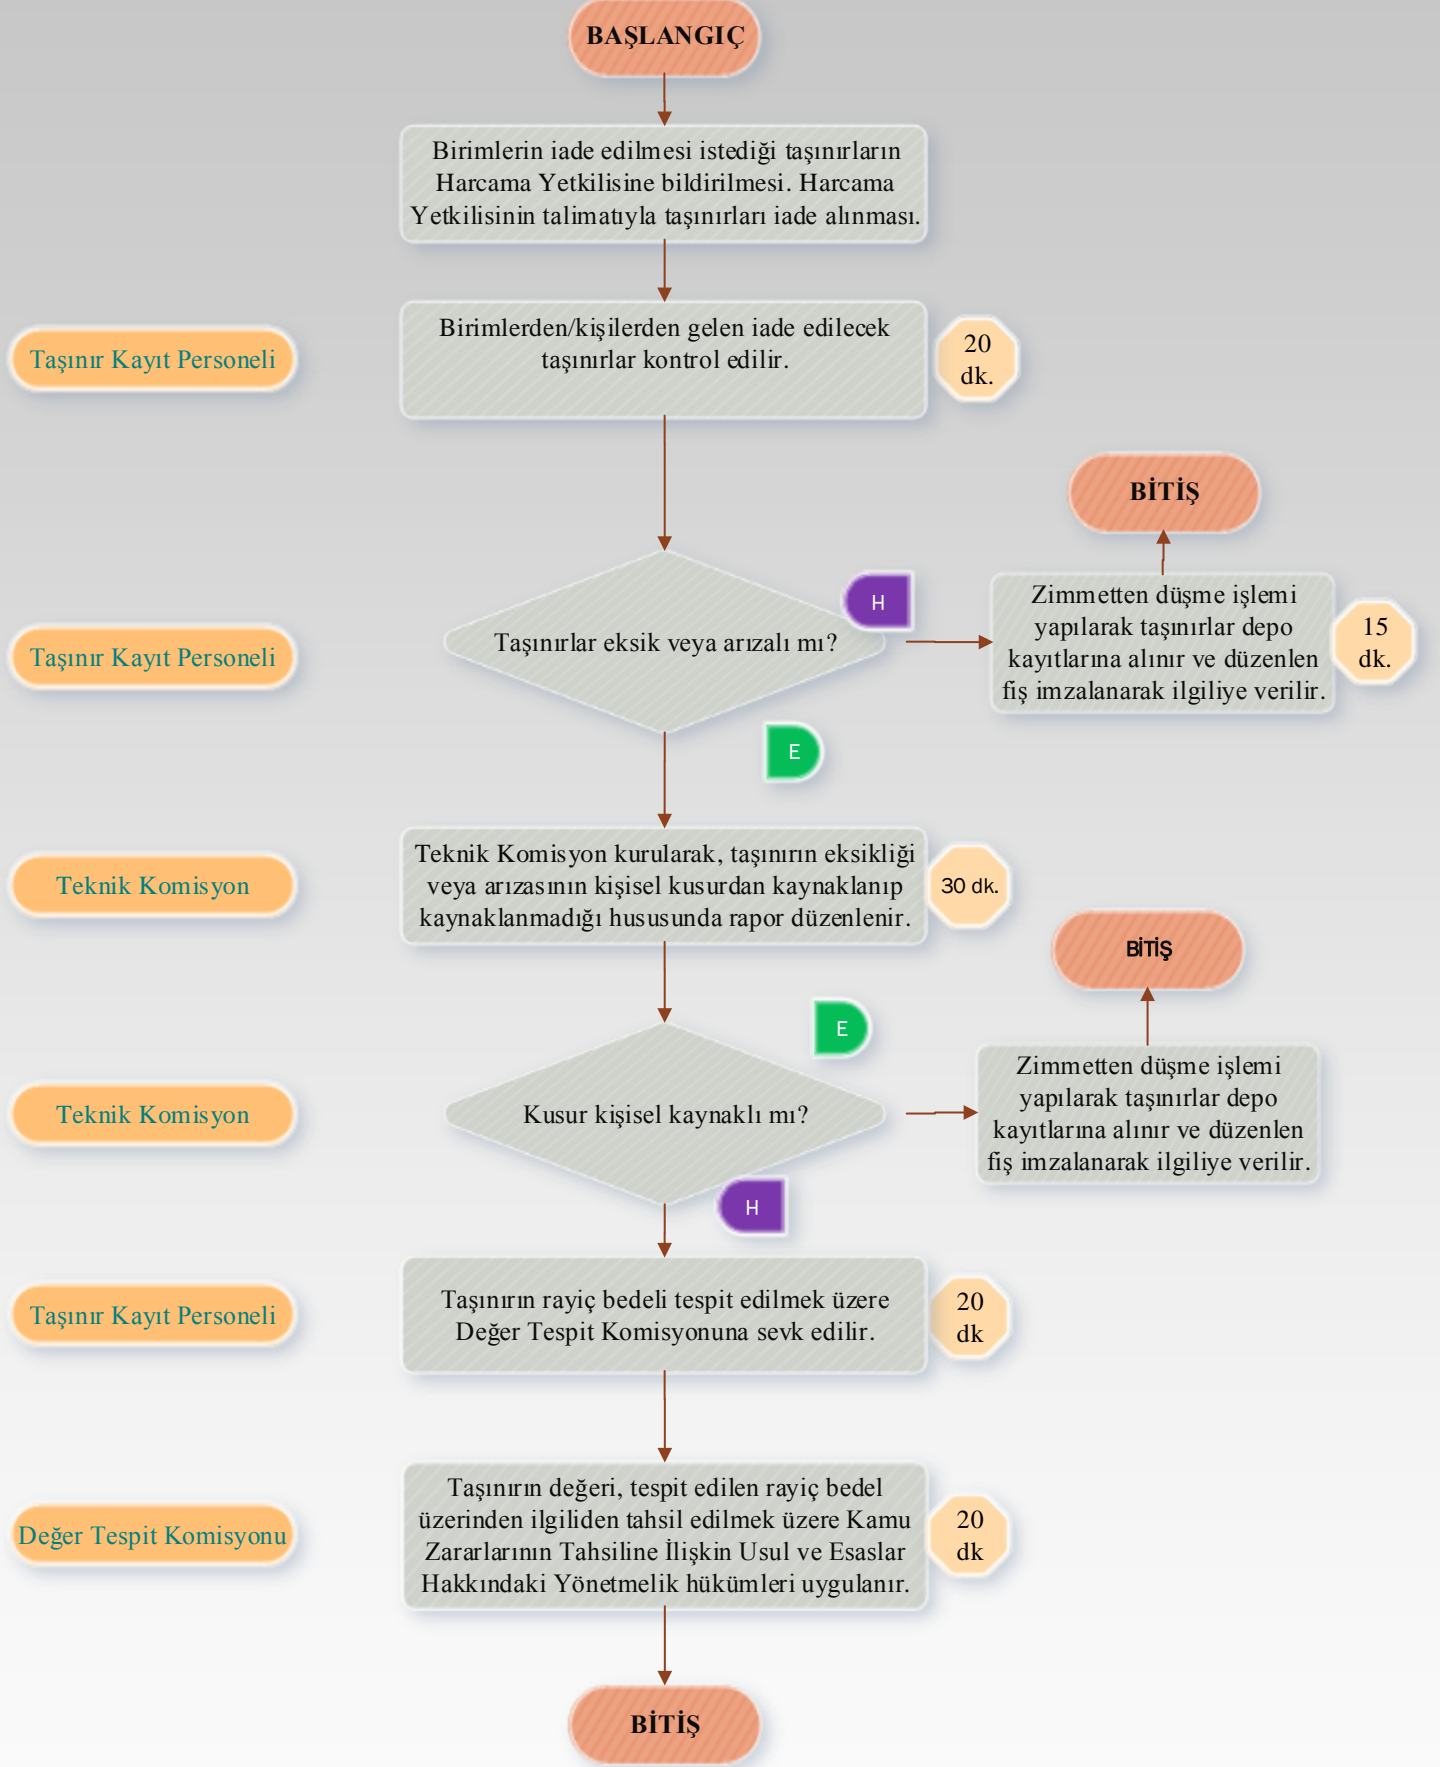 BAŞLANGIÇ
Birimlerin iade edilmesi istediği taşınırların
Harcama Yetkilisine bildirilmesi. Harcama
Yetkilisinin talimatıyla taşınırları iade alınması.
Taşınır Kayıt Personeli
Birimlerden/kişilerden gelen iade edilecek
taşınırlar kontrol edilir.
20
dk.
BİTİŞ
Taşınır Kayıt Personeli
Taşınırlar eksik veya arızalı mı?
H
Zimmetten düşme işlemi
yapılarak taşınırlar depo
kayıtlarına alınır ve düzenlen
fiş imzalanarak ilgiliye verilir.
15
dk.
E
Teknik Komisyon
Teknik Komisyon kurularak, taşınırın eksikliği
veya arızasının kişisel kusurdan kaynaklanıp
kaynaklanmadığı hususunda rapor düzenlenir.
30 dk.
BİTİŞ
E
Teknik Komisyon
Kusur kişisel kaynaklı mı?
Zimmetten düşme işlemi
yapılarak taşınırlar depo
kayıtlarına alınır ve düzenlen
fiş imzalanarak ilgiliye verilir.
H
Taşınır Kayıt Personeli
Taşınırın rayiç bedeli tespit edilmek üzere
Değer Tespit Komisyonuna sevk edilir.
20
dk
Değer Tespit Komisyonu
Taşınırın değeri, tespit edilen rayiç bedel
üzerinden ilgiliden tahsil edilmek üzere Kamu
Zararlarının Tahsiline İlişkin Usul ve Esaslar
Hakkındaki Yönetmelik hükümleri uygulanır.
20
dk
BİTİŞ